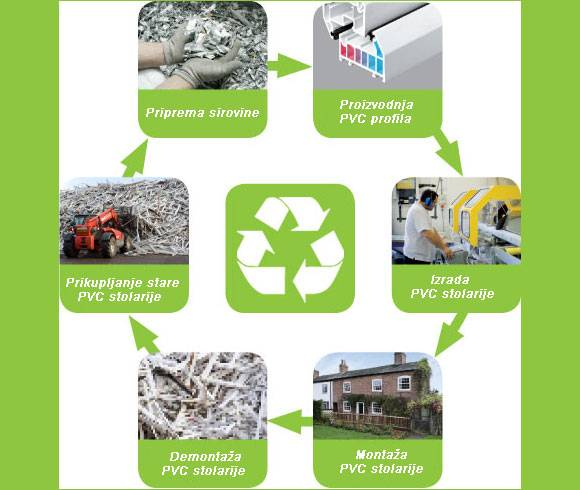 Priprema sirovine
Proizvodnja
PVC profila
Izrada
PVC stolarije
Montaža
PVC stolarije
Demontaža
PVC stolarije
Prikupljanje stare
PVC stolarije